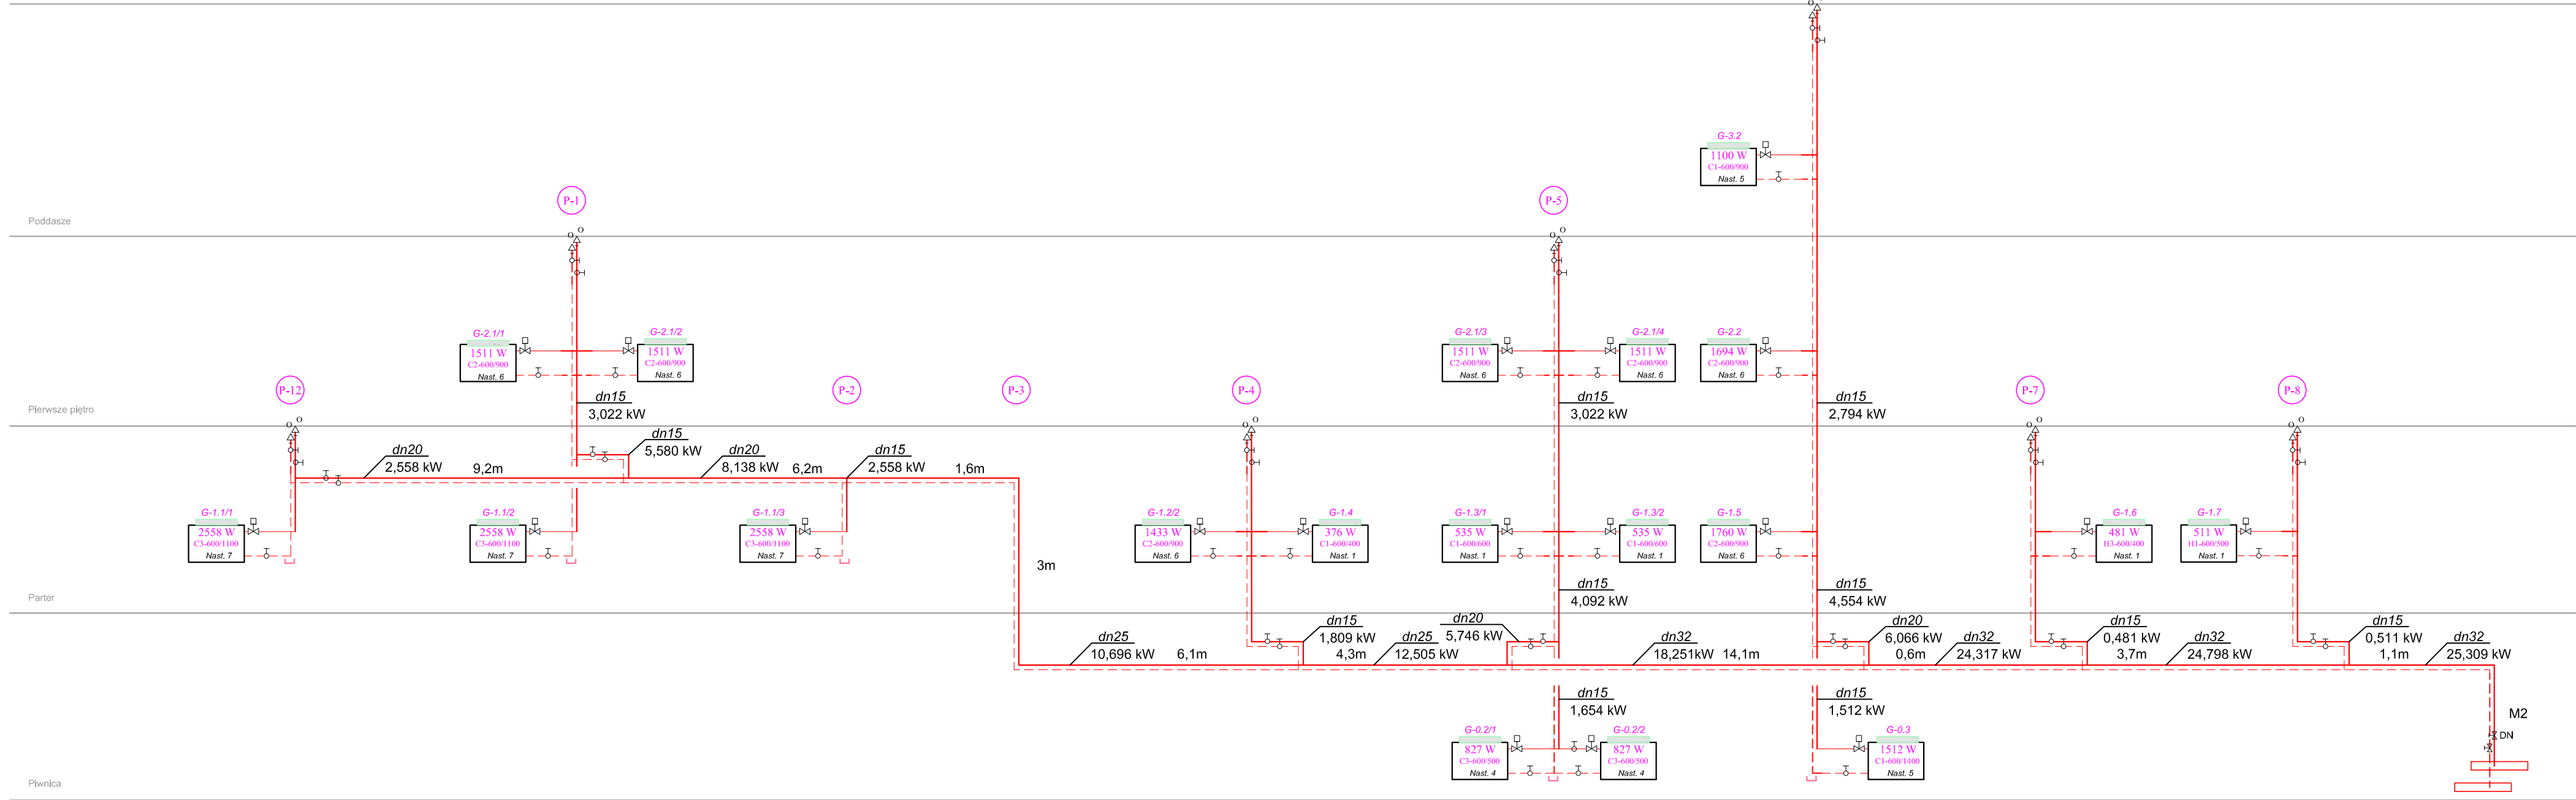 G-3.2
1100 W
C1-600/900
Nast. 5
Poddasze
P-1
P-5
G-2.1/1
1511 W
C2-600/900
Nast. 6
G-2.1/2
1511 W
C2-600/900
Nast. 6
G-2.1/3
1511 W
C2-600/900
Nast. 6
G-2.1/4
1511 W
C2-600/900
Nast. 6
G-2.2
1694 W
C2-600/900
Nast. 6
P-12
P-2
P-3
P-4
P-7
P-8
dn15
3,022 kW
dn15
3,022 kW
dn15
2,794 kW
Pierwsze piętro
dn20
2,558 kW
9,2m
dn15
5,580 kW
dn20
8,138 kW
6,2m
dn15
2,558 kW
1,6m
G-1.1/1
2558 W
C3-600/1100
Nast. 7
G-1.1/2
2558 W
C3-600/1100
Nast. 7
G-1.1/3
2558 W
C3-600/1100
Nast. 7
G-1.2/2
1433 W
C2-600/900
Nast. 6
G-1.4
376 W
C1-600/400
Nast. 1
G-1.3/1
535 W
C1-600/600
Nast. 1
G-1.3/2
535 W
C1-600/600
Nast. 1
G-1.5
1760 W
C2-600/900
Nast. 6
G-1.6
481 W
H3-600/400
Nast. 1
G-1.7
511 W
H1-600/500
Nast. 1
3m
dn15
4,092 kW
dn15
4,554 kW
Parter
dn25
10,696 kW
6,1m
dn15
1,809 kW
4,3m
dn25
12,505 kW
dn20
5,746 kW
dn32
18,251kW
14,1m
dn20
6,066 kW
0,6m
dn32
24,317 kW
dn15
0,481 kW
3,7m
dn32
24,798 kW
dn15
0,511 kW
1,1m
dn32
25,309 kW
dn15
1,654 kW
dn15
1,512 kW
M2
DN
G-0.2/1
827 W
C3-600/500
Nast. 4
G-0.2/2
827 W
C3-600/500
Nast. 4
G-0.3
1512 W
C1-600/1400
Nast. 5
Piwnica